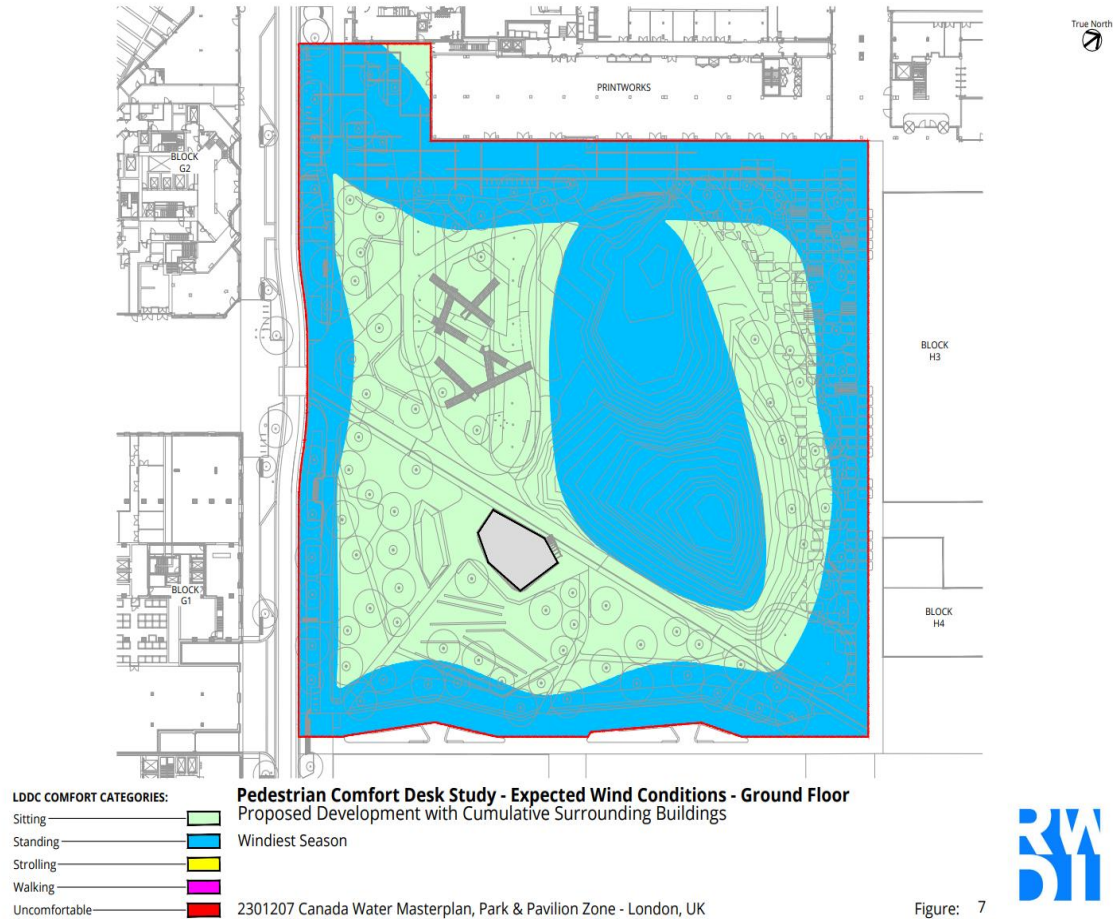 True North
PRINTWORKS
BLOCK
G2
BLOCK
H3
BLOCK
G1
BLOCK
H4
LDDC COMFORT CATEGORIES:
Sitting
Standing
Strolling
Walking
Uncomfortable
Pedestrian Comfort Desk Study - Expected Wind Conditions - Ground Floor
Proposed Development with Cumulative Surrounding Buildings
Windiest Season
2301207 Canada Water Masterplan, Park & Pavilion Zone - London, UK
Figure: 7
RWDI